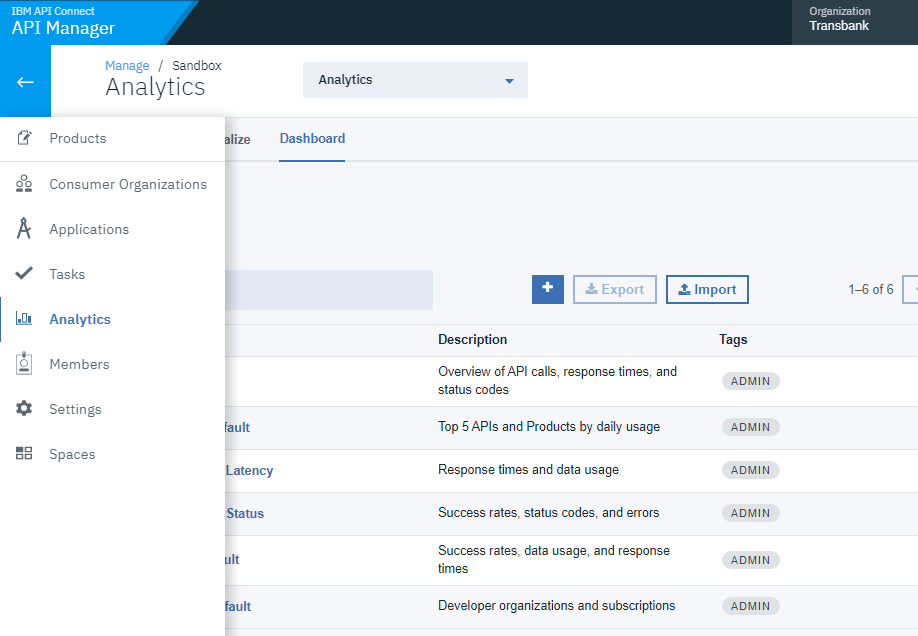 IBM API Connect
API Manager
Organization
Transbank
Manage / Sandbox
Analytics
Analytics
Products
Consumer Organizations
Applications
Tasks
Analytics
Members
Settings
Spaces
alize
Dashboard
Export
Import
1–6 of 6
Description
Tags
Overview of API calls, response times, and
status codes
ADMIN
fault
Top 5 APIs and Products by daily usage
ADMIN
Latency
Response times and data usage
ADMIN
Status
Success rates, status codes, and errors
ADMIN
ult
Success rates, data usage, and response
times
ADMIN
fault
Developer organizations and subscriptions
ADMIN